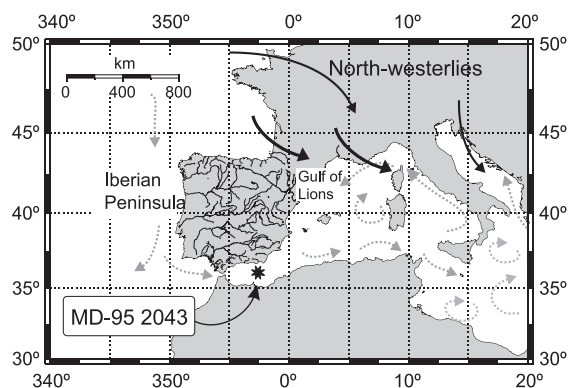 340º 350º 0º 10º 20º
50º 50º
km
0 400 800
North-westerlies
45º 45º
Iberian
Peninsula
Gulf of
Lions
40º 40º
35º 35º
MD-95 2043
30º 30º
340º 350º 0º 10º 20º